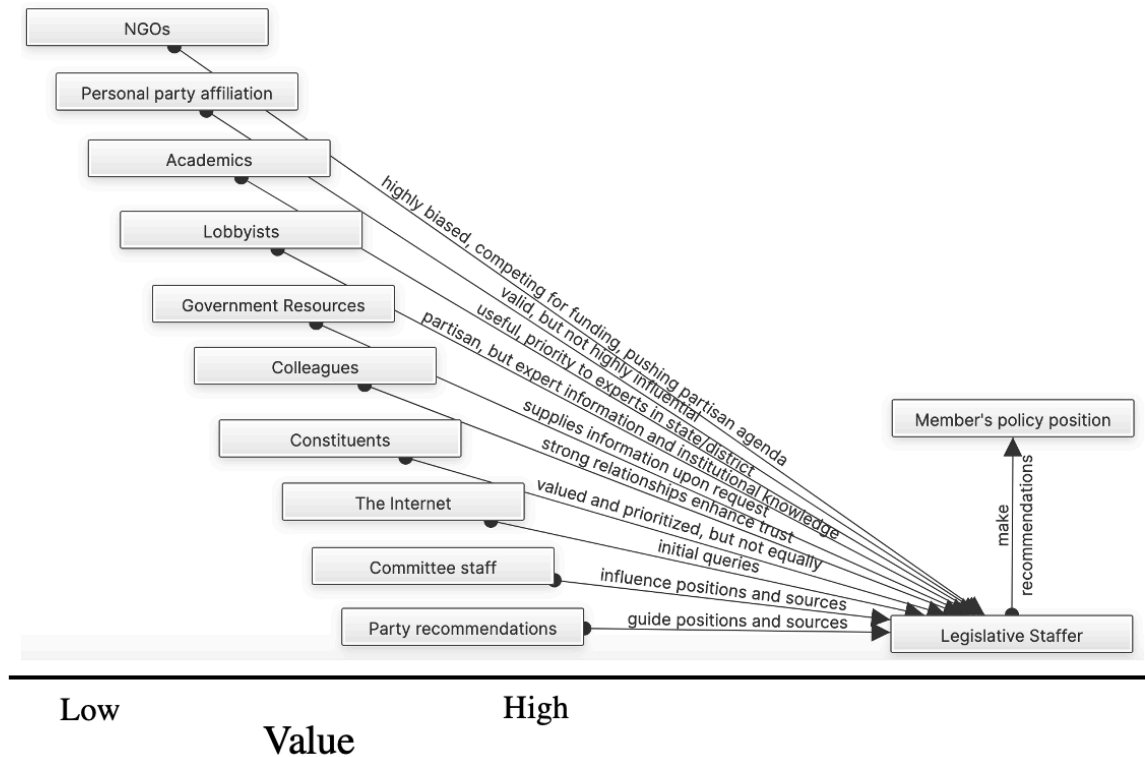 NGOs
Personal party affiliation
Academics
Lobbyists
Government Resources
Colleagues
Constituents
The Internet
Committee staff
Party recommendations
highly biased, competing for funding, pushing partisan agenda
valid, but not highly influential
useful, priority to experts in state/district
partisan, but expert information and institutional knowledge
supplies information upon request
strong relationships enhance trust
valued and prioritized, but not equally
initial queries
influence positions and sources
guide positions and sources
Member's policy position
make
recommendations
Legislative Staffer
Low
High
Value